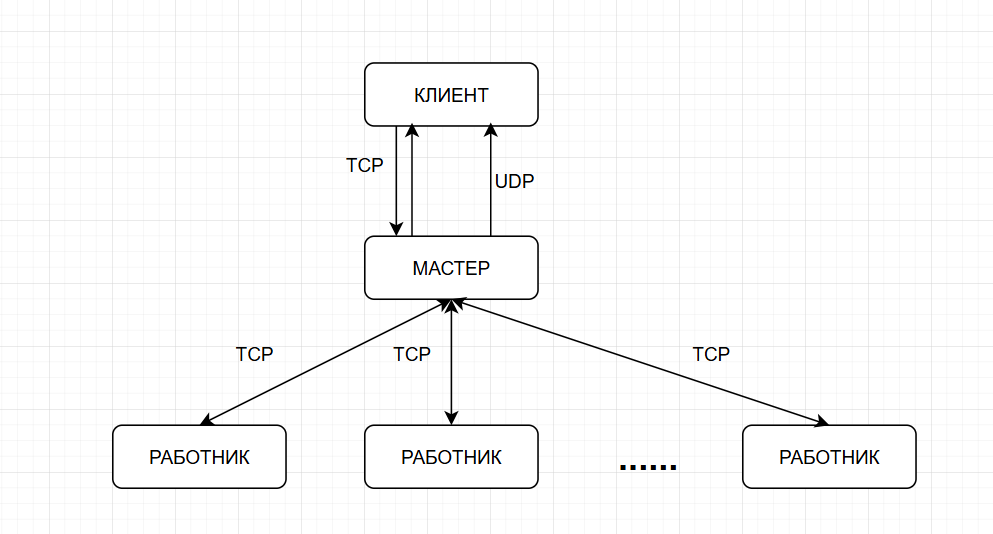 КЛИЕНТ
TCP
UDP
МАСТЕР
TCP
TCP
TCP
РАБОТНИК
РАБОТНИК
......
РАБОТНИК